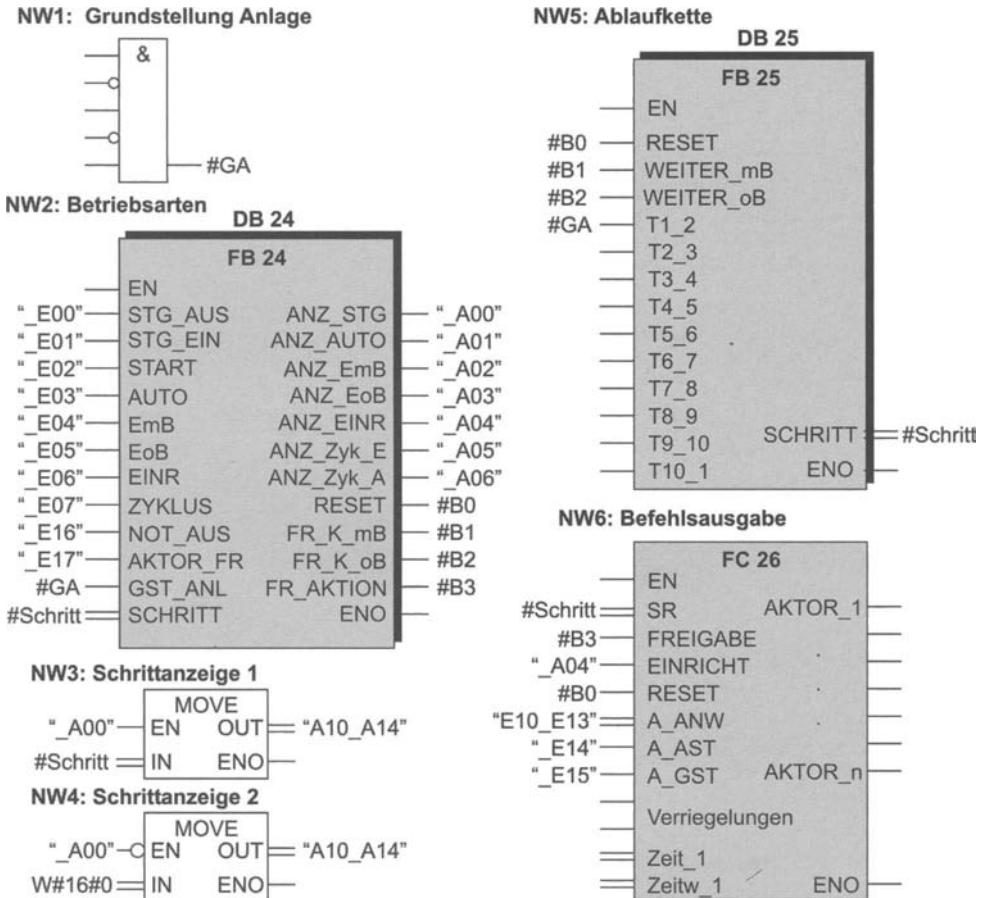 NW1: Grundstellung Anlage
&
#GA
NW2: Betriebsarten
DB 24
FB 24
EN
"_E00" STG_AUS ANZ_STG "_A00"
"_E01" STG_EIN ANZ_AUTO "_A01"
"_E02" START ANZ_EmB "_A02"
"_E03" AUTO ANZ_EoB "_A03"
"_E04" EmB ANZ_EINR "_A04"
"_E05" EoB ANZ_Zyk_E "_A05"
"_E06" EINR ANZ_Zyk_A "_A06"
"_E07" ZYKLUS RESET #B0
"_E16" NOT_AUS FR_K_mB #B1
"_E17" AKTOR_FR FR_K_oB #B2
#GA GST_ANL FR_AKTION #B3
#Schritt SCHRITT ENO
NW3: Schrittanzeige 1
MOVE
"_A00" EN OUT "A10_A14"
#Schritt IN ENO
NW4: Schrittanzeige 2
MOVE
"_A00" EN OUT "A10_A14"
W#16#0 IN ENO
NW5: Ablaufkette
DB 25
FB 25
EN
#B0 RESET
#B1 WEITER_mB
#B2 WEITER_oB
#GA T1_2
T2_3
T3_4
T4_5
T5_6
T6_7
T7_8
T8_9
T9_10 SCHRITT #Schritt
T10_1 ENO
NW6: Befehlsausgabe
FC 26
EN
#Schritt SR AKTOR_1
#B3 FREIGABE
"_A04" EINRICHT
#B0 RESET
"E10_E13" A_ANW
"_E14" A_AST
"_E15" A_GST AKTOR_n
Verriegelungen
Zeit_1
Zeitw_1 ENO